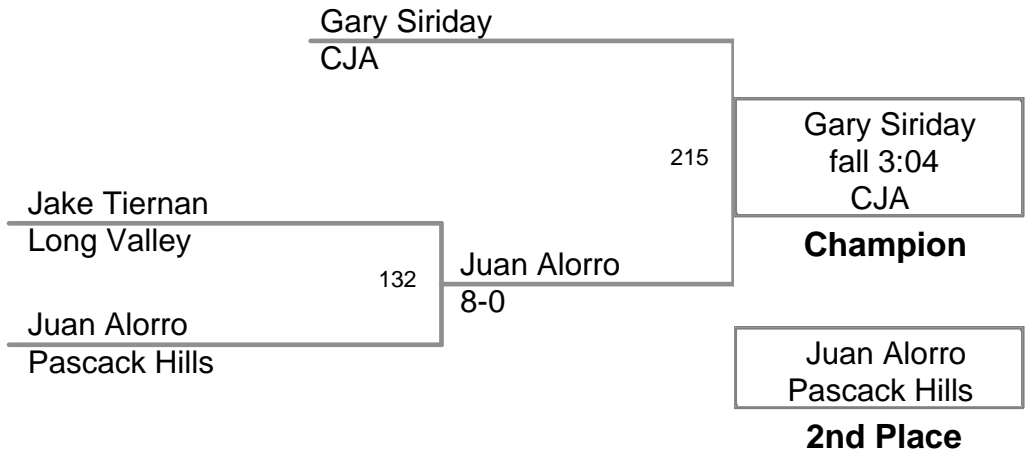 Gary Siriday
CJA
215
Gary Siriday
fall 3:04
CJA
Champion
Jake Tiernan
Long Valley
132
Juan Alorro
8-0
Juan Alorro
Pascack Hills
Juan Alorro
Pascack Hills
2nd Place